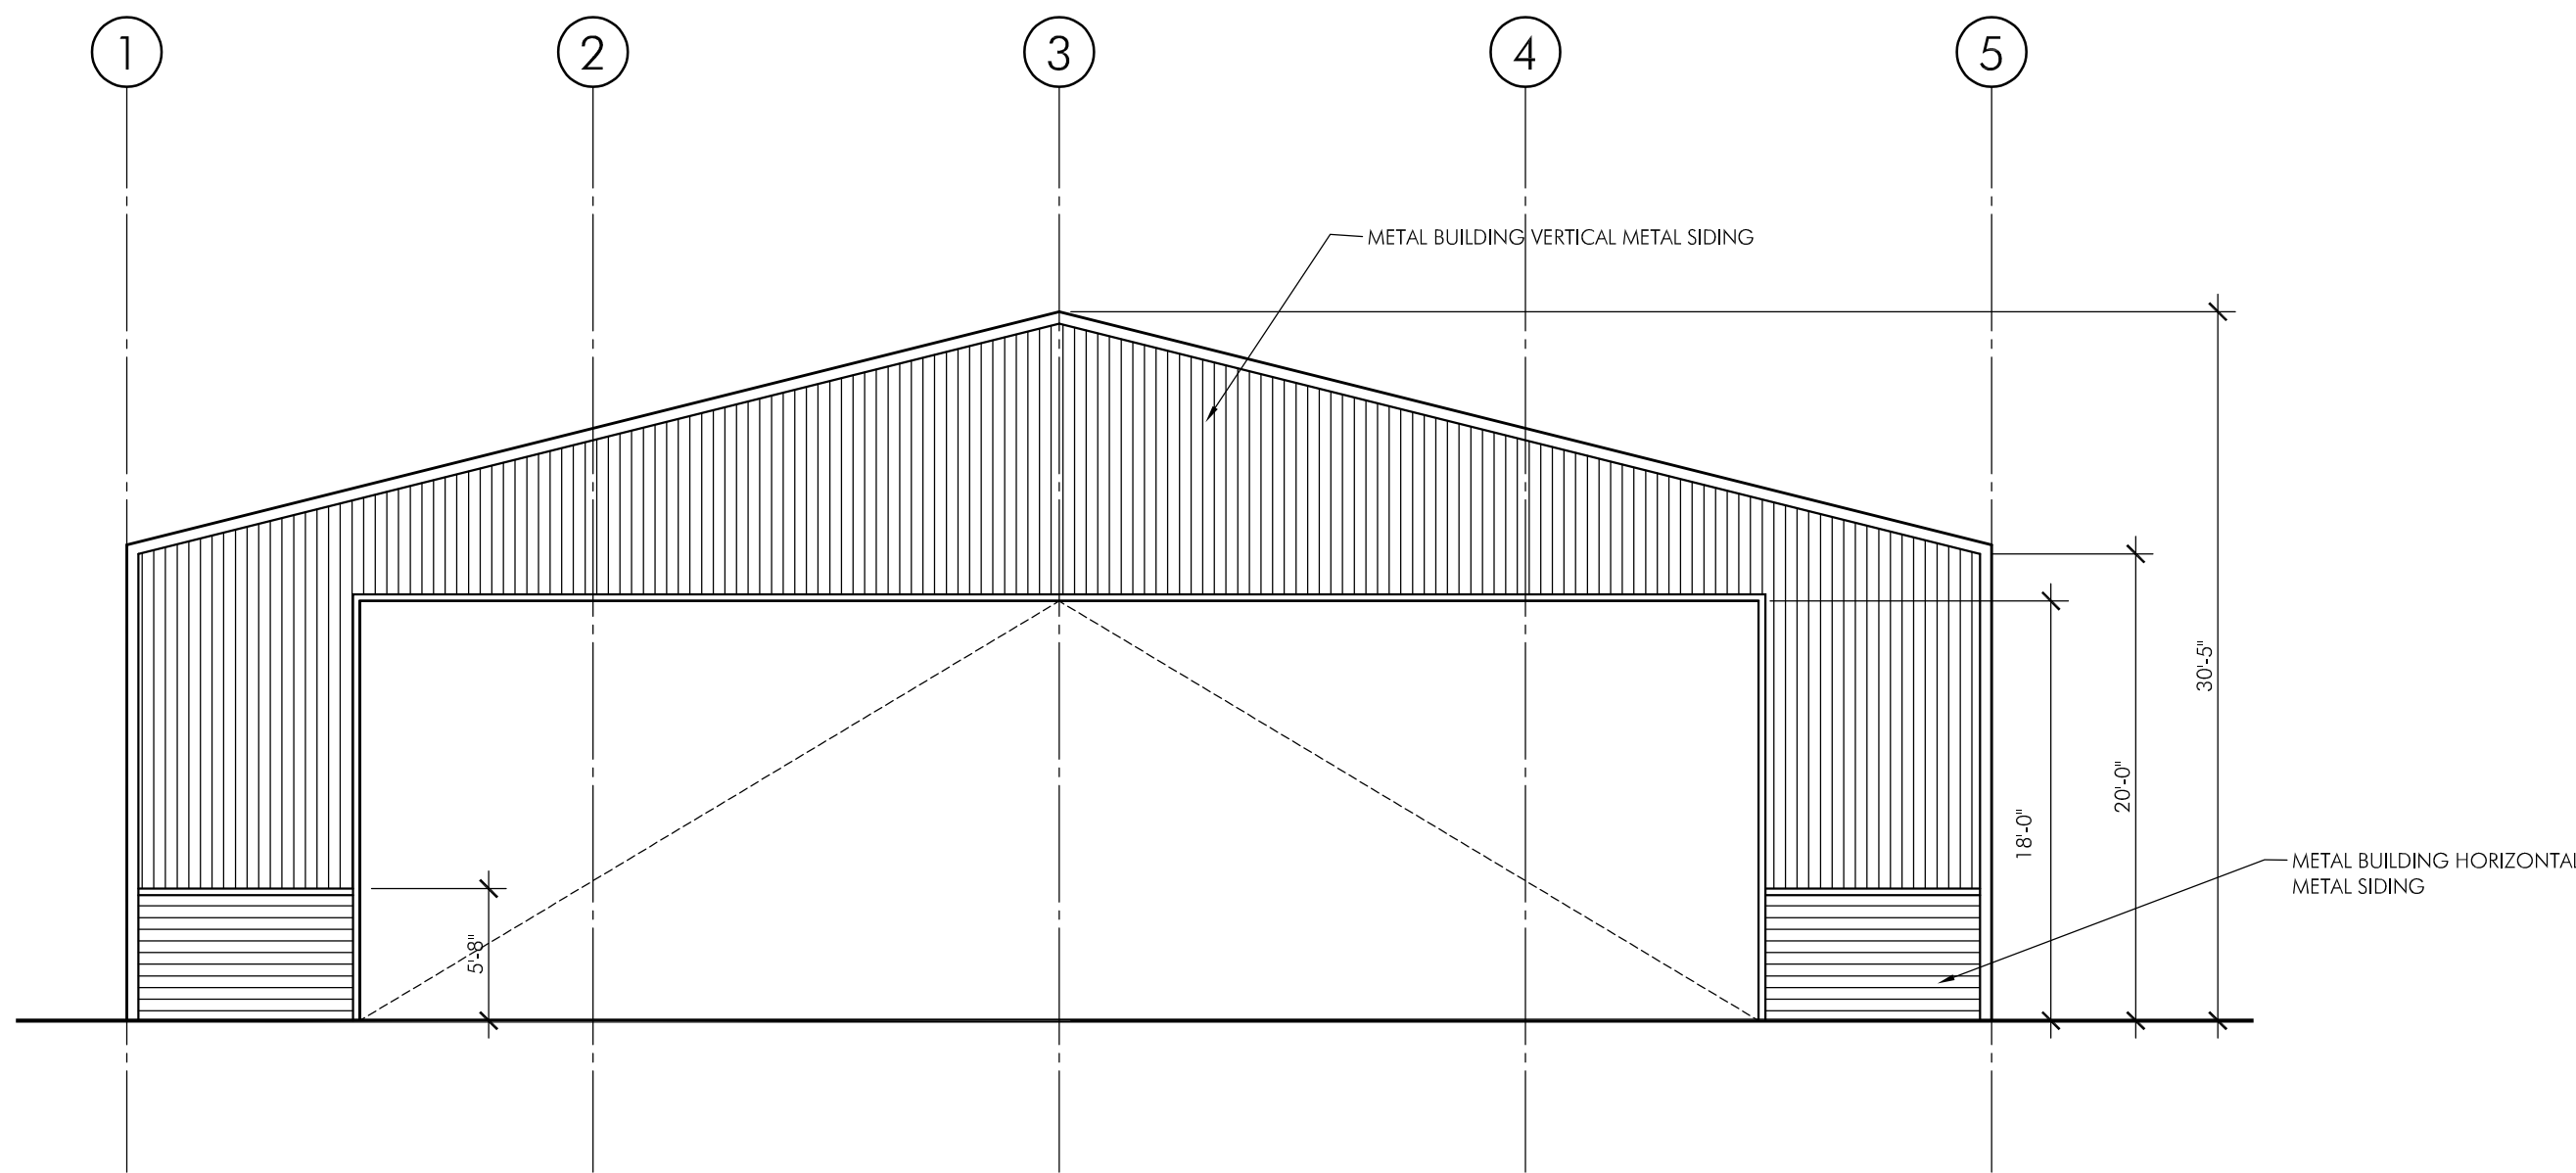 1 2 3 4 5
METAL BUILDING VERTICAL METAL SIDING
30'-5"
20'-0"
18'-0"
METAL BUILDING HORIZONTAL
METAL SIDING
5'-8"